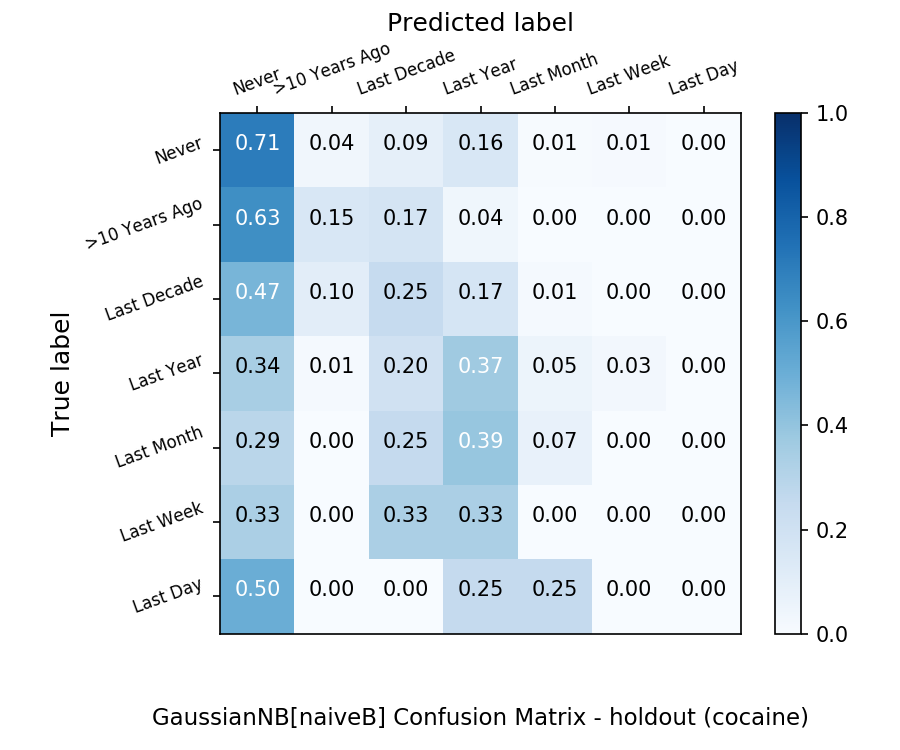 Predicted label
Never >10 Years Ago Last Decade Last Year Last Month Last Week Last Day
True label
Never 0.71 0.04 0.09 0.16 0.01 0.01 0.00
>10 Years Ago 0.63 0.15 0.17 0.04 0.00 0.00 0.00
Last Decade 0.47 0.10 0.25 0.17 0.01 0.00 0.00
Last Year 0.34 0.01 0.20 0.37 0.05 0.03 0.00
Last Month 0.29 0.00 0.25 0.39 0.07 0.00 0.00
Last Week 0.33 0.00 0.33 0.33 0.00 0.00 0.00
Last Day 0.50 0.00 0.00 0.25 0.25 0.00 0.00
1.0
0.8
0.6
0.4
0.2
0.0
GaussianNB[naiveB] Confusion Matrix - holdout (cocaine)